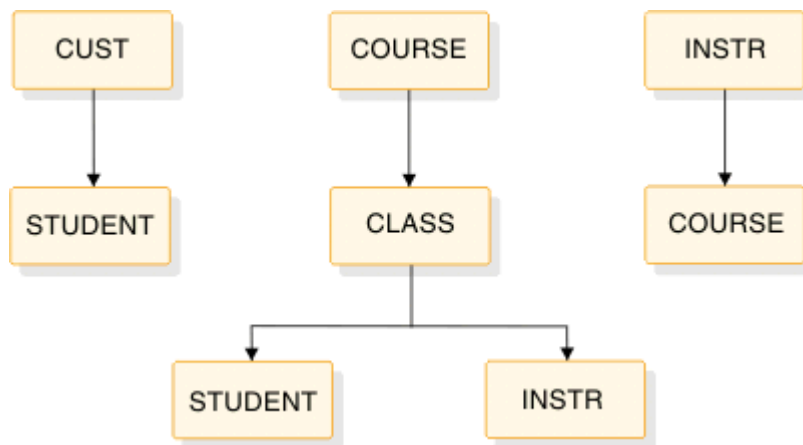 CUST
COURSE
INSTR
STUDENT
CLASS
COURSE
STUDENT
INSTR